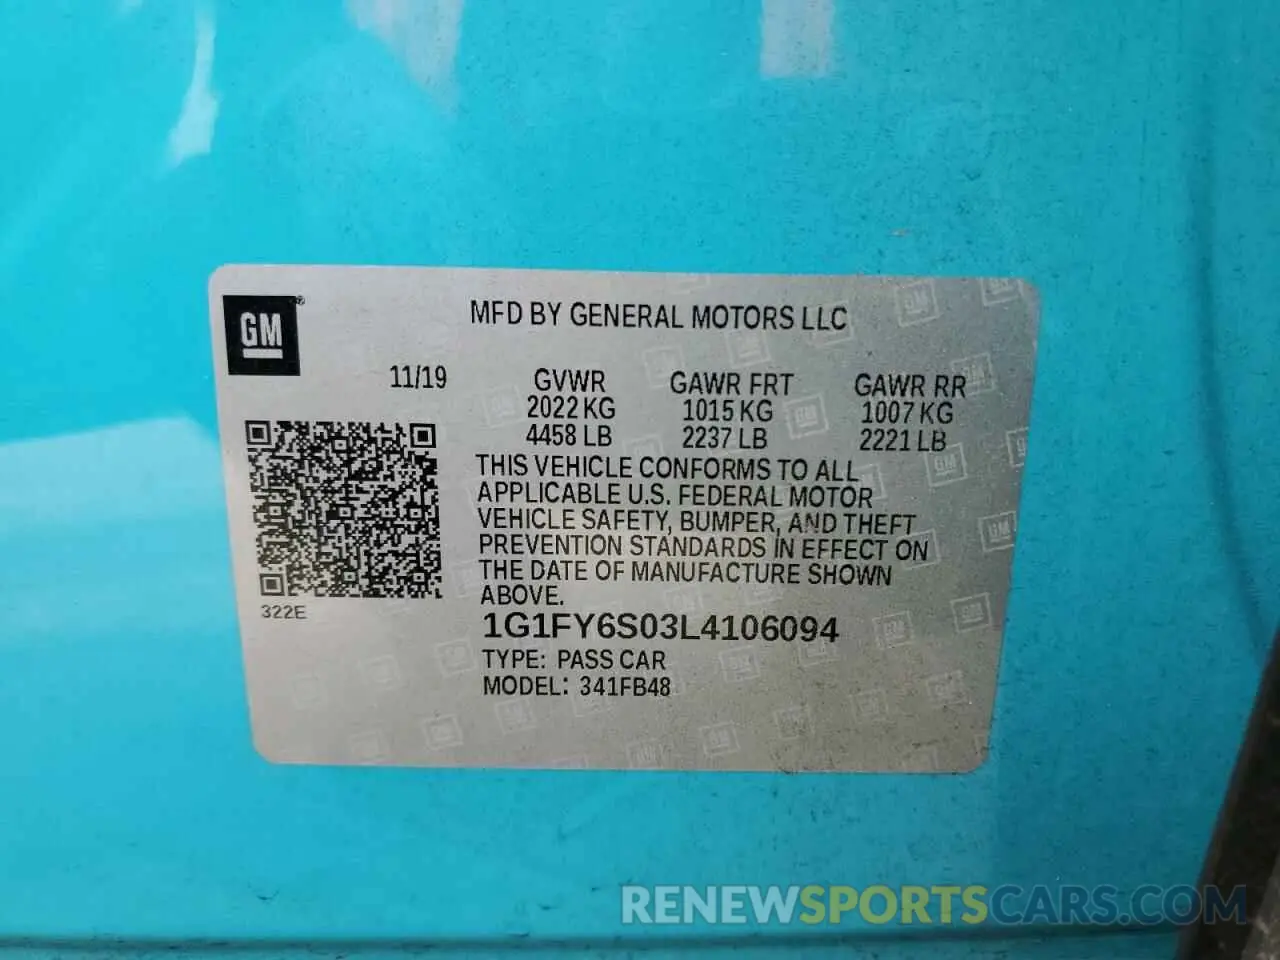 GM®
MFD BY GENERAL MOTORS LLC
11/19 GVWR GAWR FRT GAWR RR
2022 KG 1015 KG 1007 KG
4458 LB 2237 LB 2221 LB
THIS VEHICLE CONFORMS TO ALL
APPLICABLE U.S. FEDERAL MOTOR
VEHICLE SAFETY, BUMPER, AND THEFT
PREVENTION STANDARDS IN EFFECT ON
THE DATE OF MANUFACTURE SHOWN
ABOVE.
322E
1G1FY6S03L4106094
TYPE: PASS CAR
MODEL: 341FB48
RENEWSPORTSCARS.COM